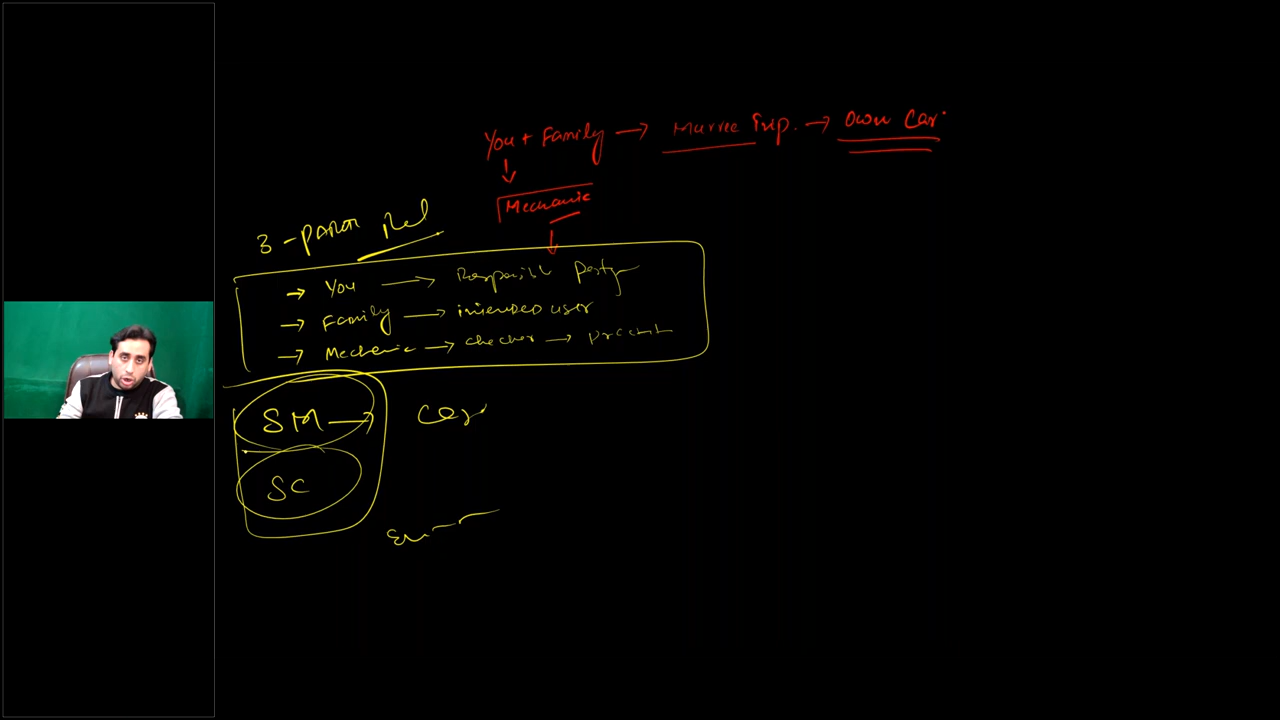 You + Family → Murree Trip. → Own Car
↓
Mechanic
↓
3-PARTY Rel
→ You → Responsible party
→ Family → intended user
→ Mechanic → checker →
SM → Car
SC